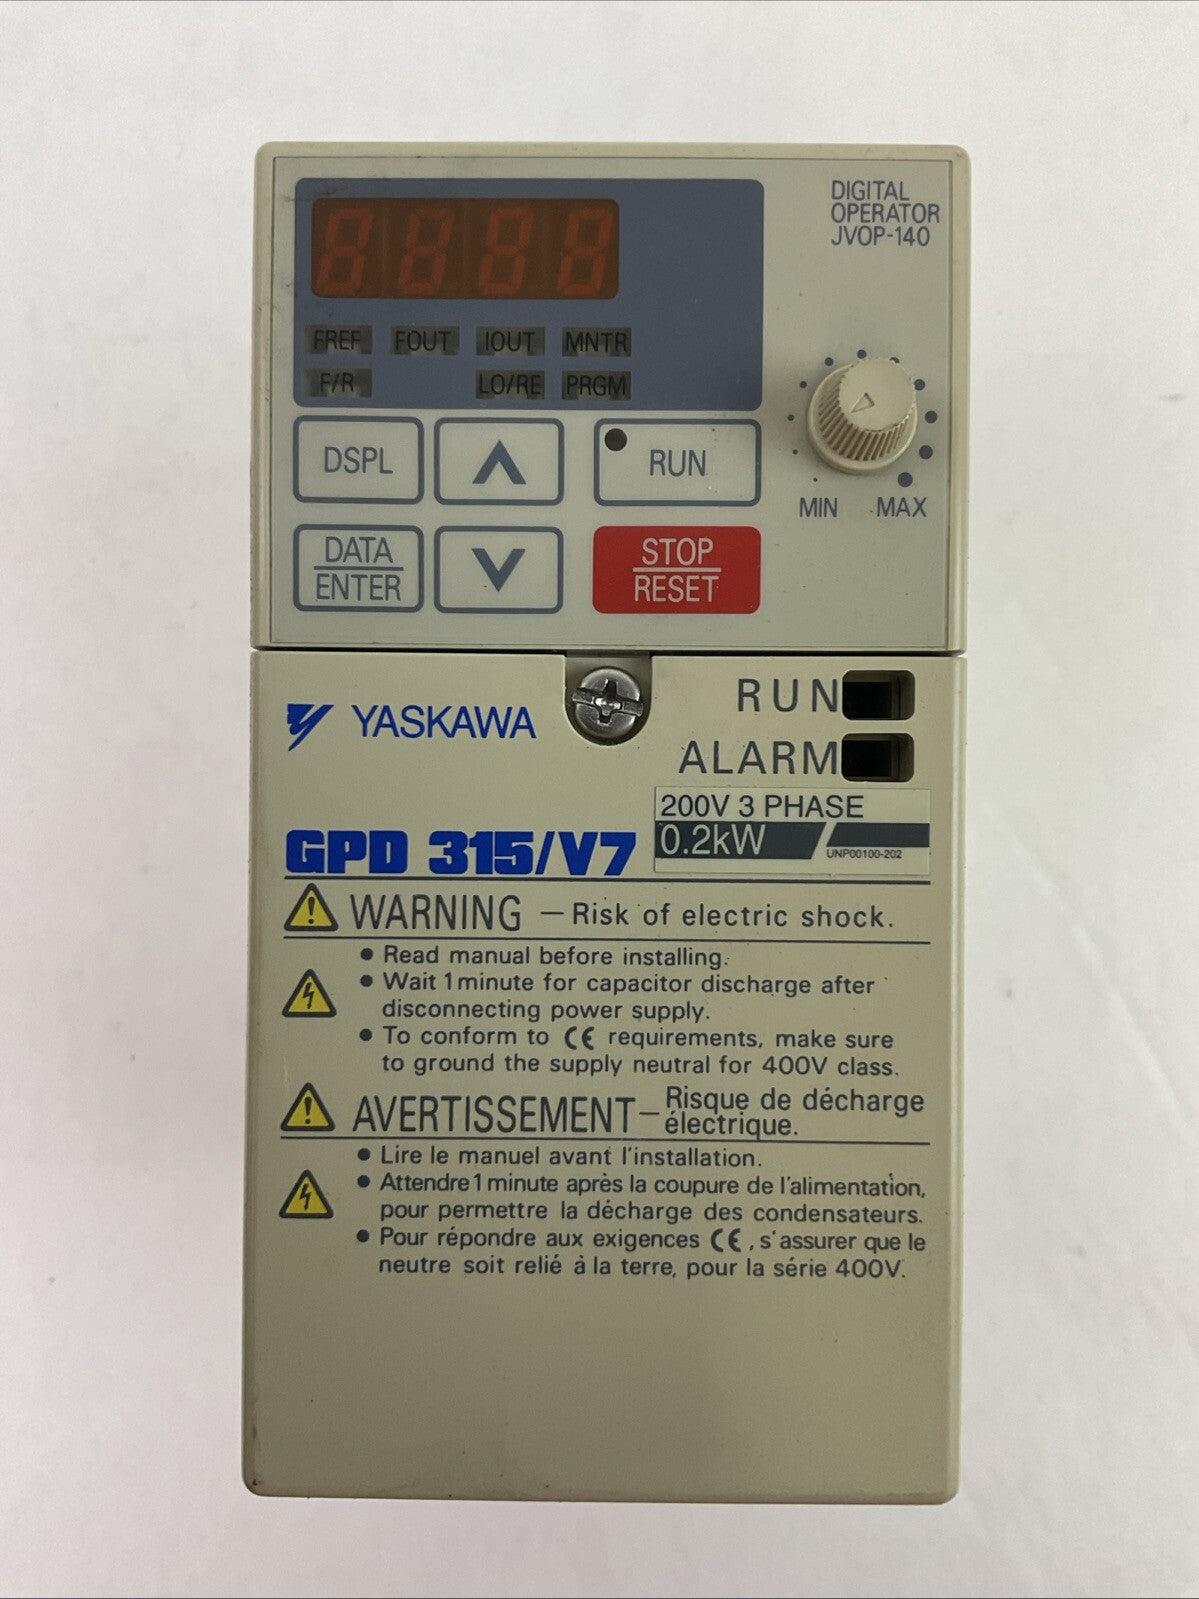 DIGITAL
OPERATOR
JVOP-140
FREF FOUT IOUT MNTR
F/R LO/RE PRGM
DSPL RUN
MIN MAX
DATA
ENTER
STOP
RESET
YASKAWA
RUN
ALARM
200V 3 PHASE
0.2kW
UNP00100-202
GPD 315/V7
WARNING – Risk of electric shock.
● Read manual before installing.
● Wait 1 minute for capacitor discharge after
disconnecting power supply.
● To conform to CE requirements, make sure
to ground the supply neutral for 400V class.
AVERTISSEMENT – Risque de décharge
électrique.
● Lire le manuel avant l'installation.
● Attendre 1 minute après la coupure de l'alimentation,
pour permettre la décharge des condensateurs.
● Pour répondre aux exigences CE, s'assurer que le
neutre soit relié à la terre, pour la série 400V.